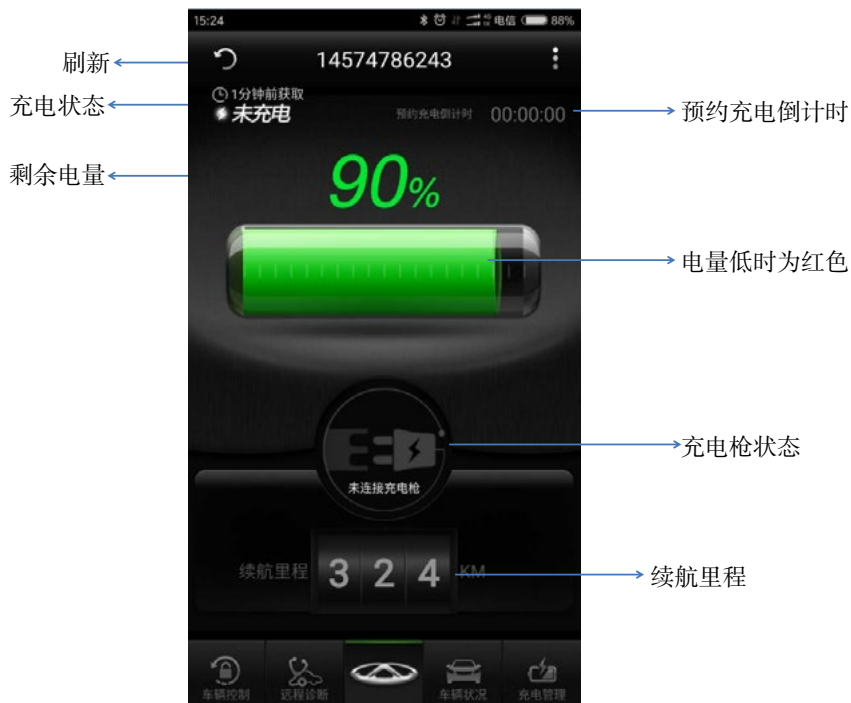 15:24
电信 88%
刷新
14574786243
充电状态
1分钟前获取
未充电
预约充电倒计时 00:00:00
预约充电倒计时
剩余电量
90%
电量低时为红色
充电枪状态
未连接充电枪
续航里程 324 KM
续航里程
车辆控制
远程诊断
车辆状况
充电管理